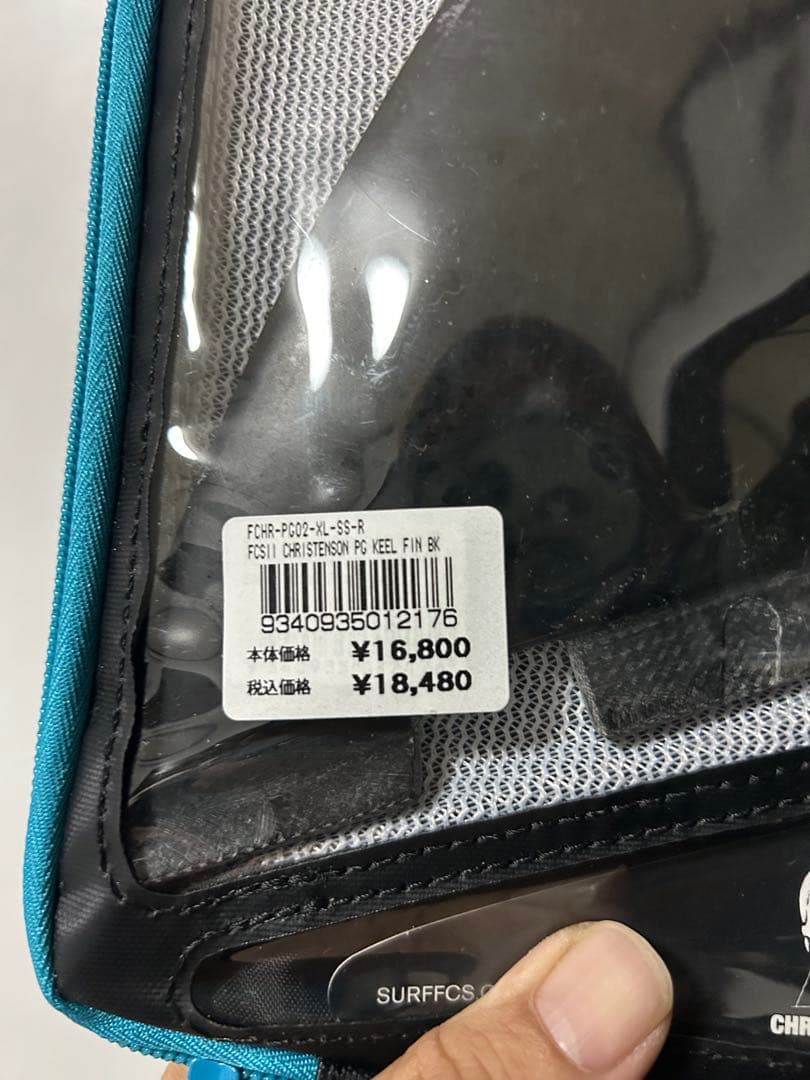 FCHR-PG02-XL-SS-R
FCSII CHRISTENSON PG KEEL FIN BK
9340935012176
本体価格 ¥16,800
税込価格 ¥18,480
SURFFCS.
CHR